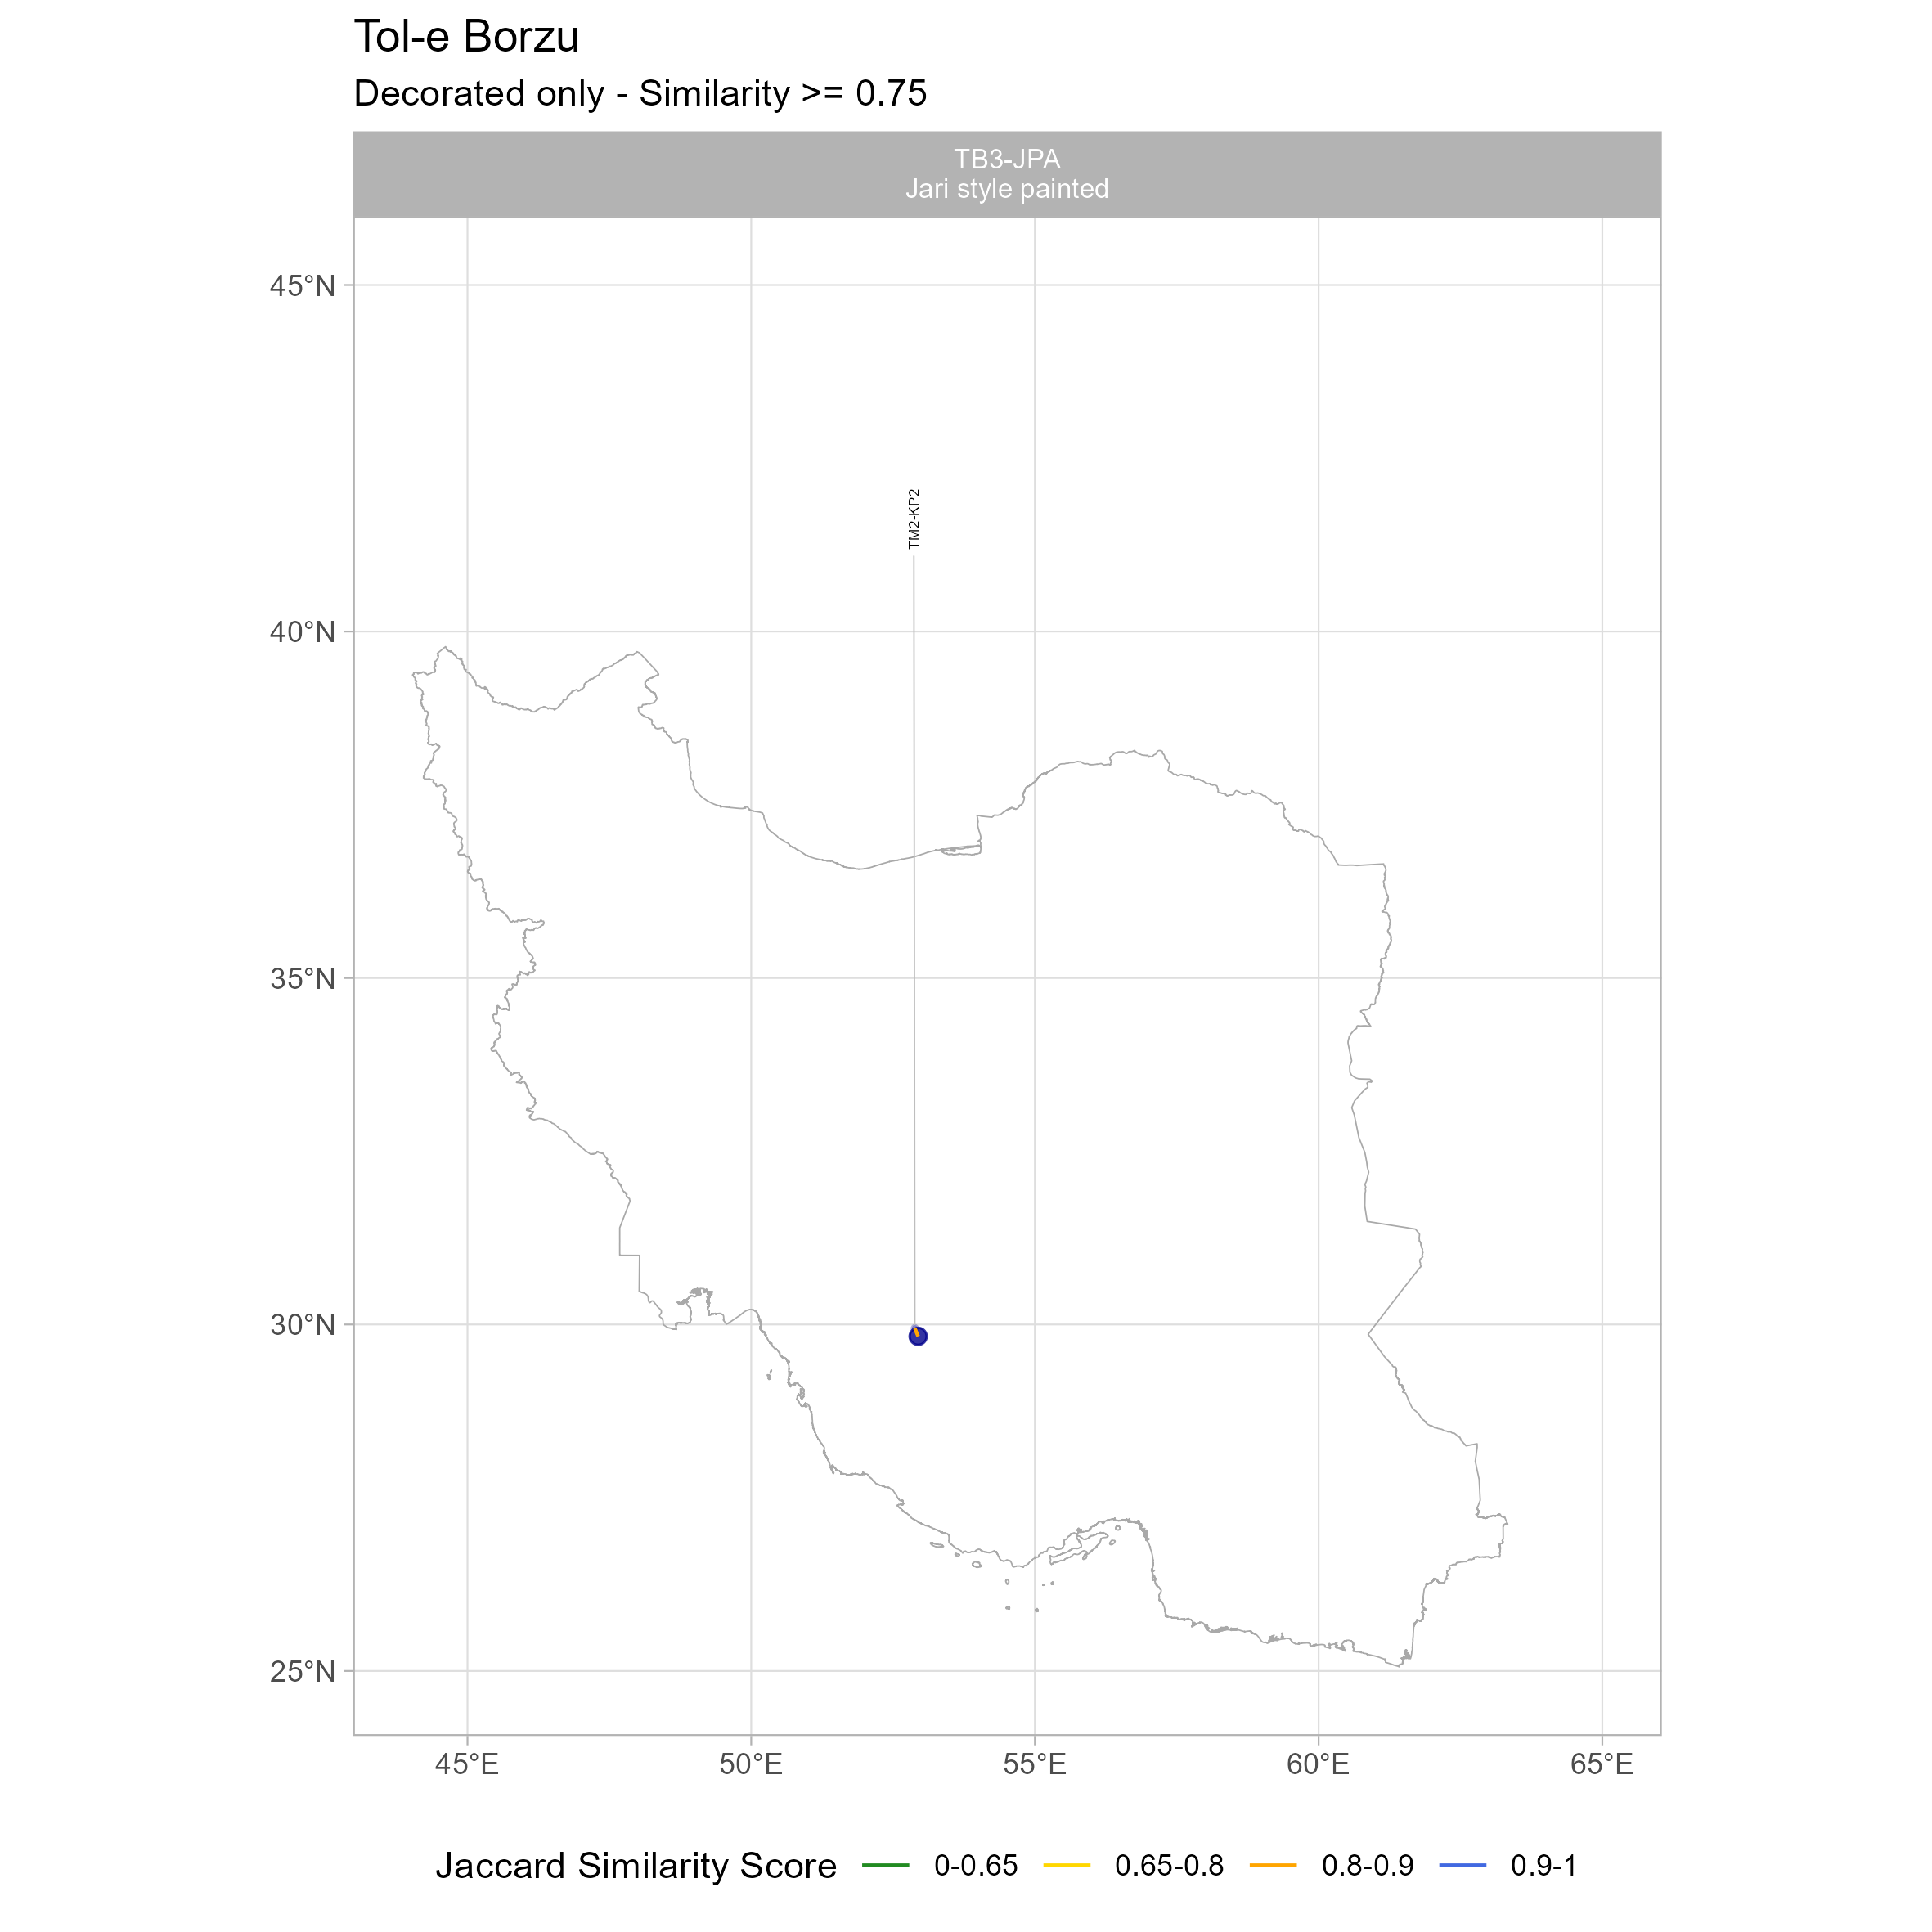 Tol-e Borzu
Decorated only - Similarity >= 0.75
TB3-JPA
Jari style painted
45°N
40°N
35°N
30°N
25°N
TM2-KP2
45°E 50°E 55°E 60°E 65°E
Jaccard Similarity Score 0-0.65 0.65-0.8 0.8-0.9 0.9-1